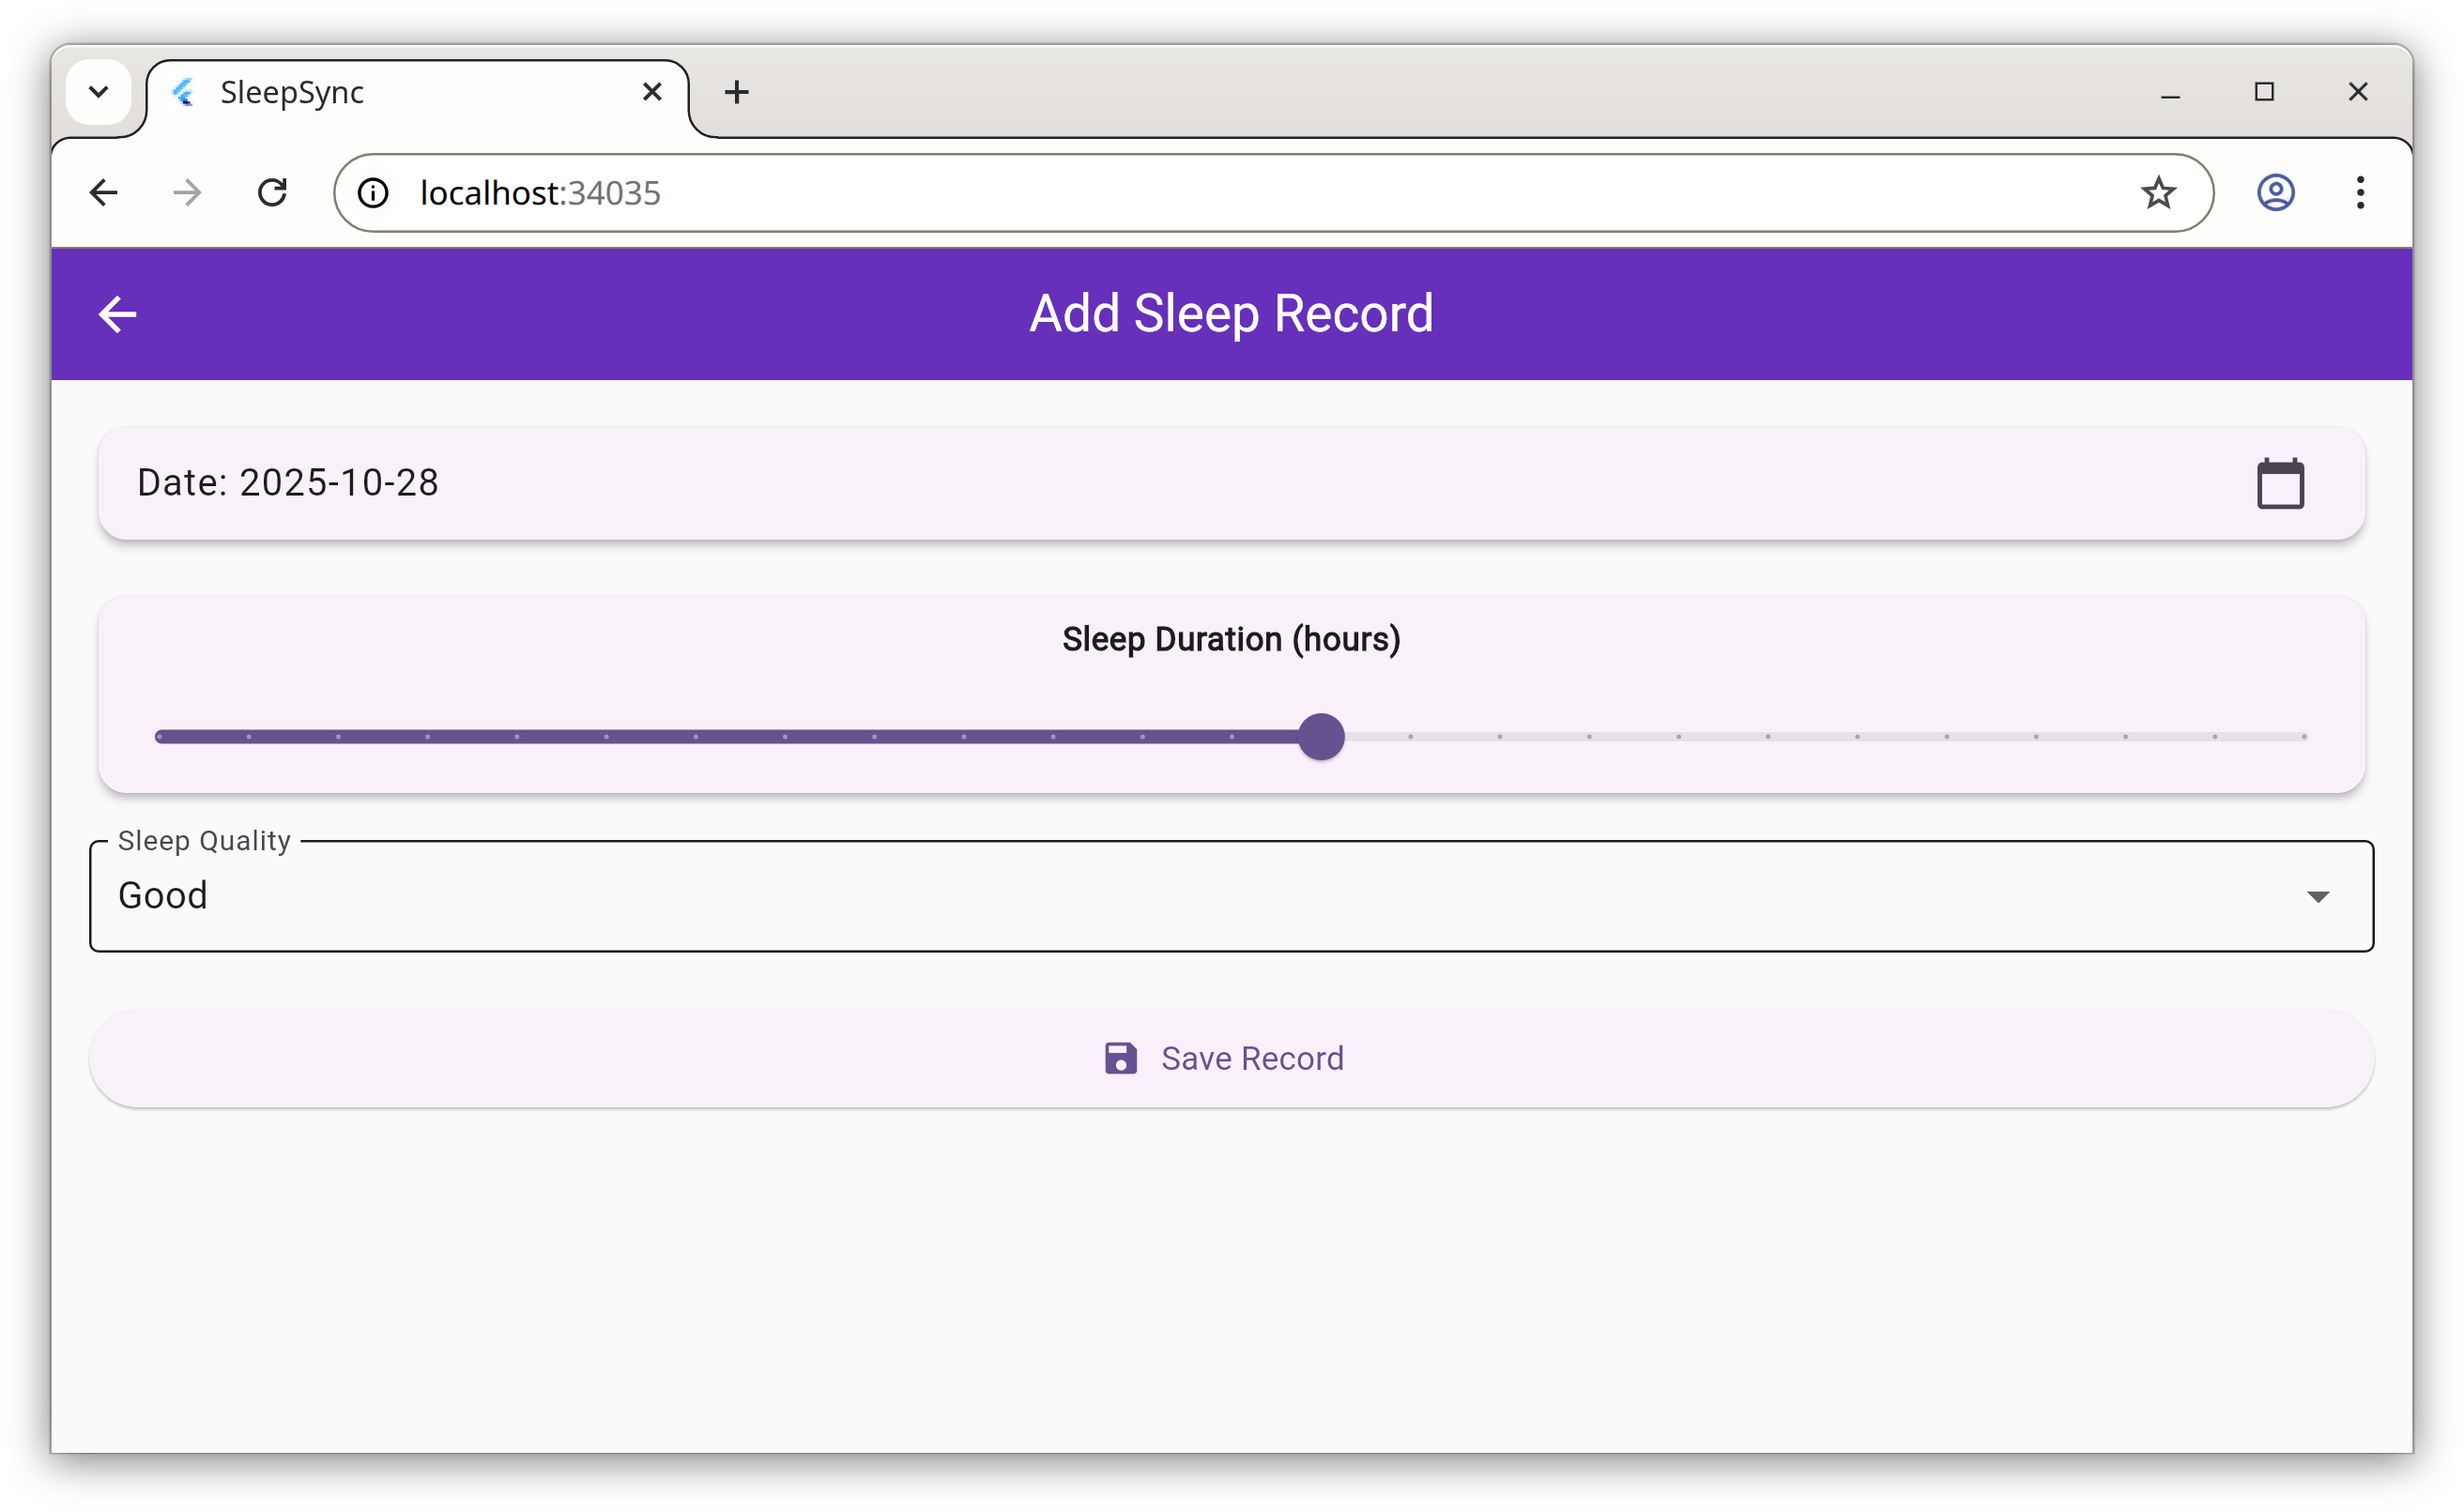 SleepSync
localhost:34035
Add Sleep Record
Date: 2025-10-28
Sleep Duration (hours)
Sleep Quality
Good
Save Record